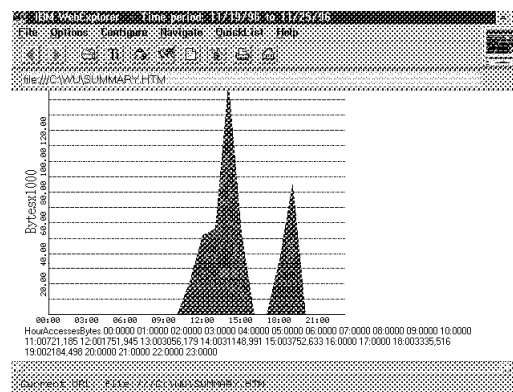 IBM WebExplorer Time period: 11/19/96 to 11/25/96
File Options Configure Navigate QuickList Help
file:///C:\WU\SUMMARY.HTM
Bytesx1000
120.00
100.00
80.00
60.00
40.00
20.00
00:00 03:00 06:00 09:00 12:00 15:00 18:00 21:00
HourAccessesBytes 00:0000 01:0000 02:0000 03:0000 04:0000 05:0000 06:0000 07:0000 08:0000 09:0000 10:0000
11:00721,185 12:001751,945 13:003056,179 14:0031148,991 15:003752,633 16:0000 17:0000 18:003335,516
19:002184,498 20:0000 21:0000 22:0000 23:0000
Current URL: file:///C:\WU\SUMMARY.HTM